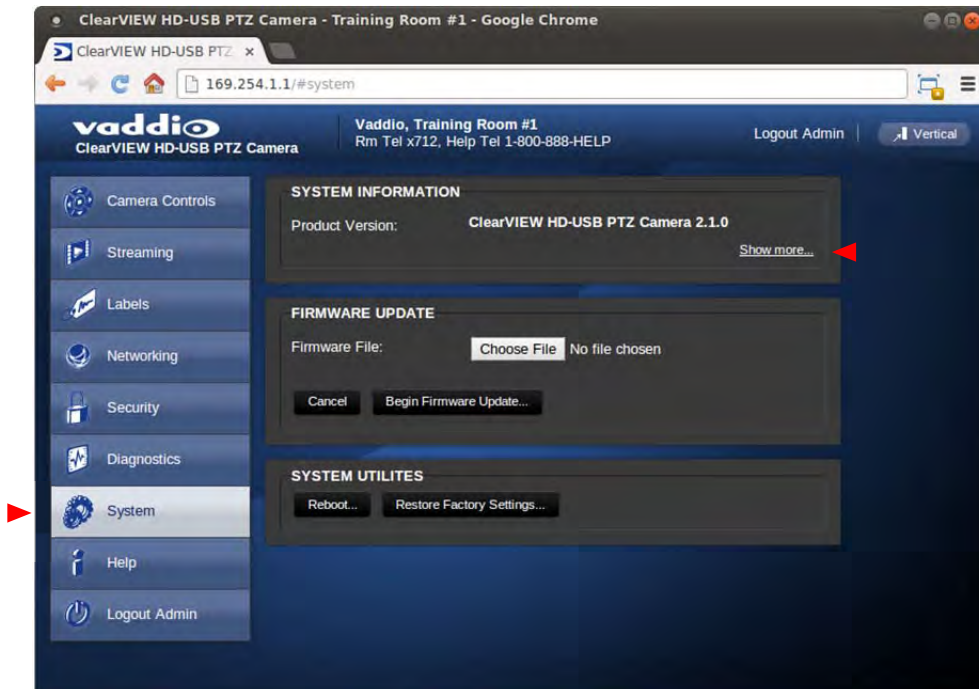 ClearVIEW HD-USB PTZ Camera - Training Room #1 - Google Chrome
ClearVIEW HD-USB PTZ
169.254.1.1/#system
vaddio
ClearVIEW HD-USB PTZ Camera
Vaddio, Training Room #1
Rm Tel x712, Help Tel 1-800-888-HELP
Logout Admin
Vertical
Camera Controls
Streaming
Labels
Networking
Security
Diagnostics
System
Help
Logout Admin
SYSTEM INFORMATION
Product Version: ClearVIEW HD-USB PTZ Camera 2.1.0
Show more...
FIRMWARE UPDATE
Firmware File: Choose File No file chosen
Cancel Begin Firmware Update...
SYSTEM UTILITES
Reboot... Restore Factory Settings...